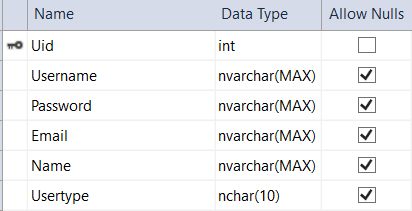 Name Data Type Allow Nulls
Uid int
Username nvarchar(MAX)
Password nvarchar(MAX)
Email nvarchar(MAX)
Name nvarchar(MAX)
Usertype nchar(10)